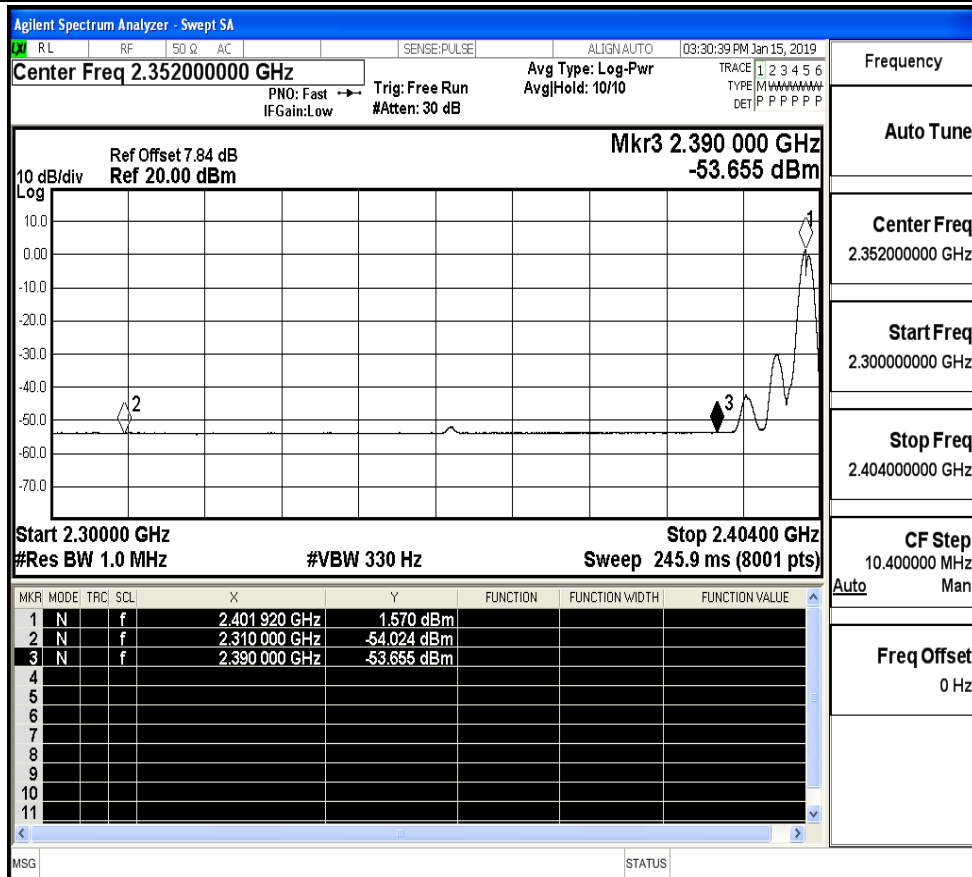 Agilent Spectrum Analyzer - Swept SA
LXI RL RF 50 Ω AC SENSE:PULSE ALIGN AUTO 03:30:39 PM Jan 15, 2019
Center Freq 2.352000000 GHz
PNO: Fast
IFGain:Low
Trig: Free Run
#Atten: 30 dB
Avg Type: Log-Pwr
Avg|Hold: 10/10
TRACE 1 2 3 4 5 6
TYPE M W W W W W
DET P P P P P P
Mkr3 2.390 000 GHz
-53.655 dBm
Ref Offset 7.84 dB
10 dB/div Ref 20.00 dBm
Log
10.0
0.00
-10.0
-20.0
-30.0
-40.0
-50.0
-60.0
-70.0
1
2
3
Start 2.30000 GHz Stop 2.40400 GHz
#Res BW 1.0 MHz #VBW 330 Hz Sweep 245.9 ms (8001 pts)
MKR MODE TRC SCL X Y FUNCTION FUNCTION WIDTH FUNCTION VALUE
1 N f 2.401 920 GHz 1.570 dBm
2 N f 2.310 000 GHz -54.024 dBm
3 N f 2.390 000 GHz -53.655 dBm
4
5
6
7
8
9
10
11
MSG STATUS
Frequency
Auto Tune
Center Freq
2.352000000 GHz
Start Freq
2.300000000 GHz
Stop Freq
2.404000000 GHz
CF Step
10.400000 MHz
Auto Man
Freq Offset
0 Hz